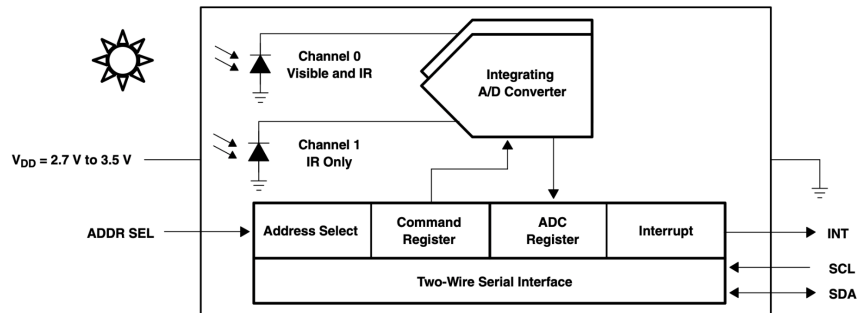 Channel 0
Visible and IR
Integrating
A/D Converter
Channel 1
IR Only
VDD = 2.7 V to 3.5 V
ADDR SEL
Address Select
Command
Register
ADC
Register
Interrupt
INT
Two-Wire Serial Interface
SCL
SDA